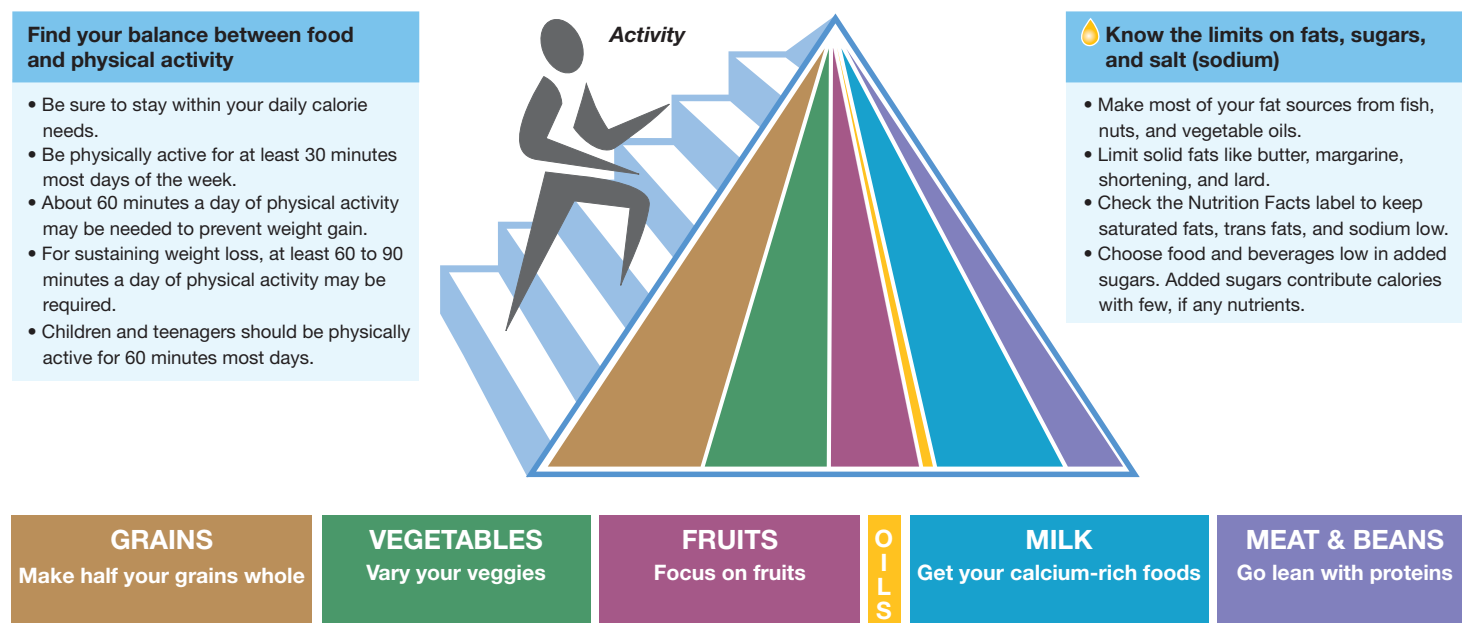 Find your balance between food
and physical activity
• Be sure to stay within your daily calorie
needs.
• Be physically active for at least 30 minutes
most days of the week.
• About 60 minutes a day of physical activity
may be needed to prevent weight gain.
• For sustaining weight loss, at least 60 to 90
minutes a day of physical activity may be
required.
• Children and teenagers should be physically
active for 60 minutes most days.
Activity
Know the limits on fats, sugars,
and salt (sodium)
• Make most of your fat sources from fish,
nuts, and vegetable oils.
• Limit solid fats like butter, margarine,
shortening, and lard.
• Check the Nutrition Facts label to keep
saturated fats, trans fats, and sodium low.
• Choose food and beverages low in added
sugars. Added sugars contribute calories
with few, if any nutrients.
GRAINS
Make half your grains whole
VEGETABLES
Vary your veggies
FRUITS
Focus on fruits
OILS
MILK
Get your calcium-rich foods
MEAT & BEANS
Go lean with proteins